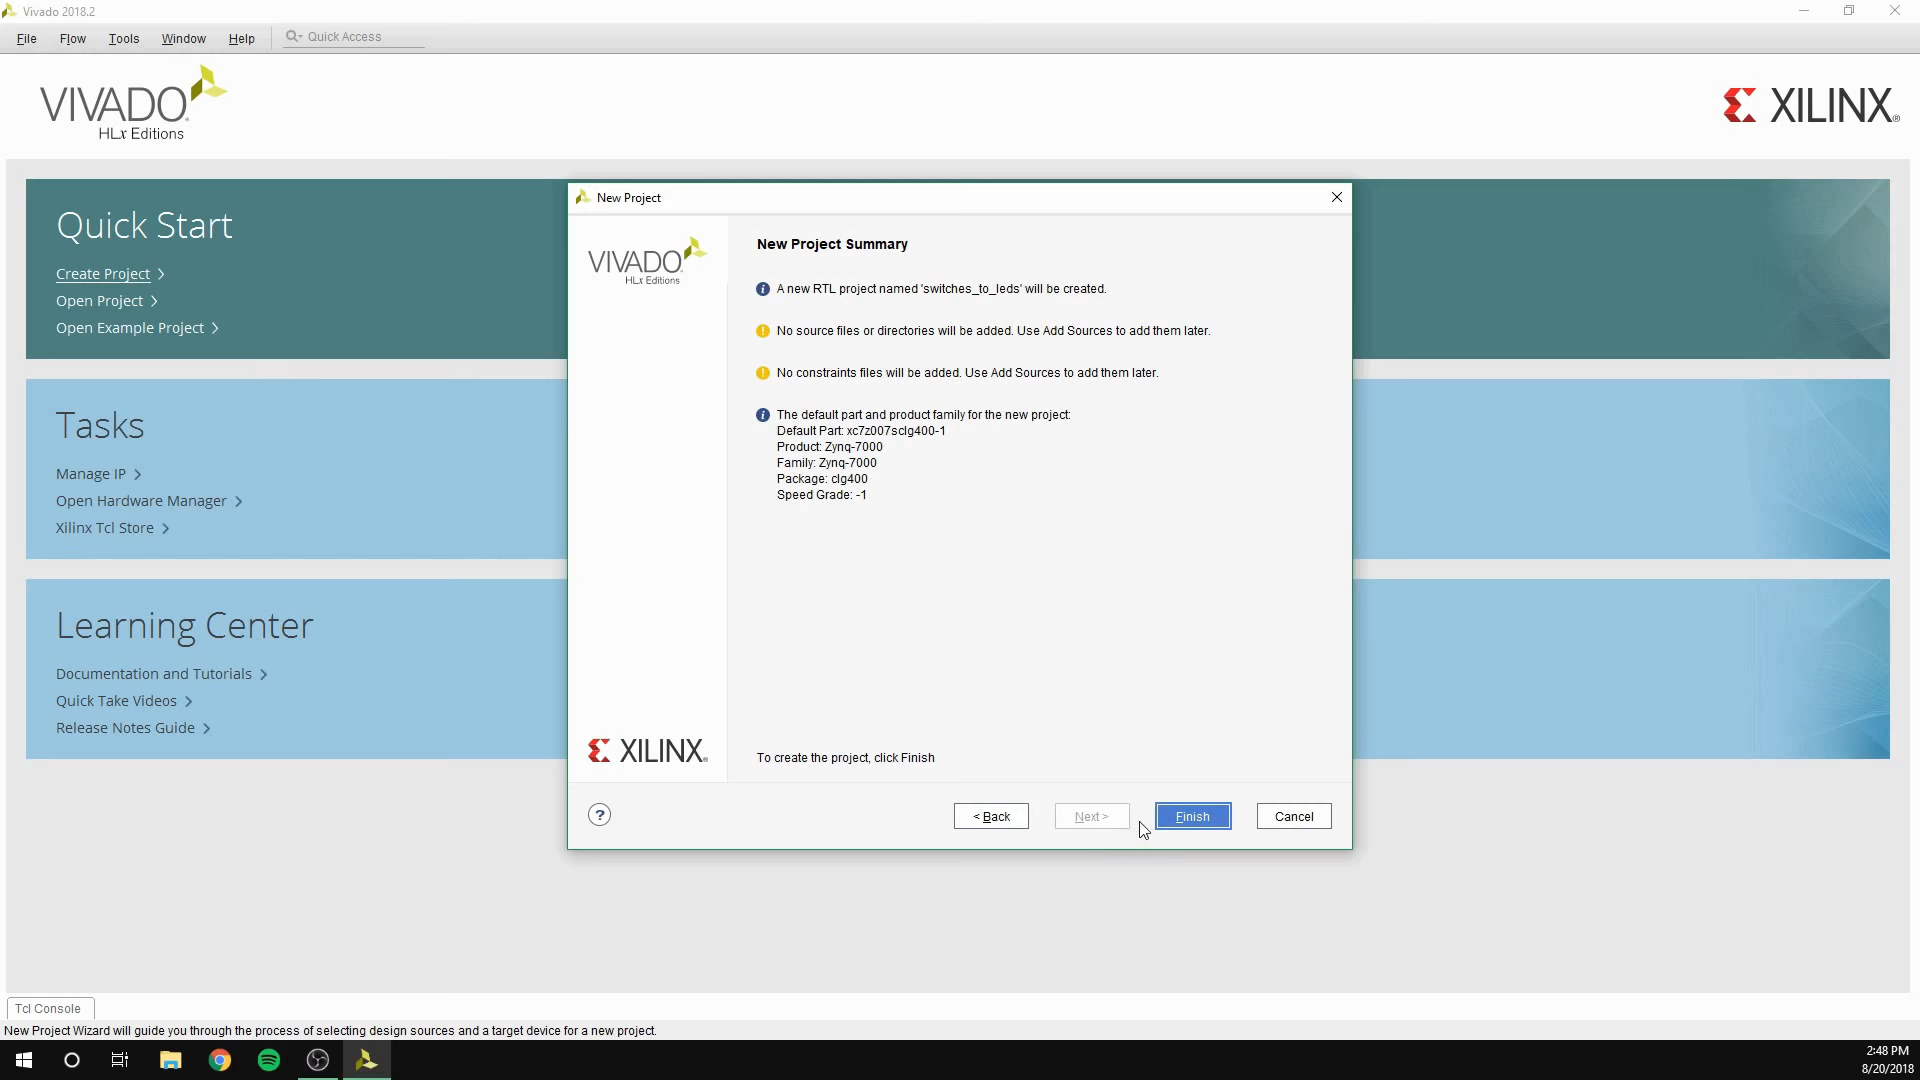 Vivado 2018.2
File Flow Tools Window Help Quick Access
VIVADO.
HLx Editions
XILINX®
Quick Start
Create Project
Open Project
Open Example Project
Tasks
Manage IP
Open Hardware Manager
Xilinx Tcl Store
Learning Center
Documentation and Tutorials
Quick Take Videos
Release Notes Guide
New Project
VIVADO.
HLx Editions
New Project Summary
A new RTL project named 'switches_to_leds' will be created.
No source files or directories will be added. Use Add Sources to add them later.
No constraints files will be added. Use Add Sources to add them later.
The default part and product family for the new project:
Default Part: xc7z007sclg400-1
Product: Zynq-7000
Family: Zynq-7000
Package: clg400
Speed Grade: -1
XILINX.
To create the project, click Finish
? < Back Next > Finish Cancel
Tcl Console
New Project Wizard will guide you through the process of selecting design sources and a target device for a new project.
2:48 PM
8/20/2018